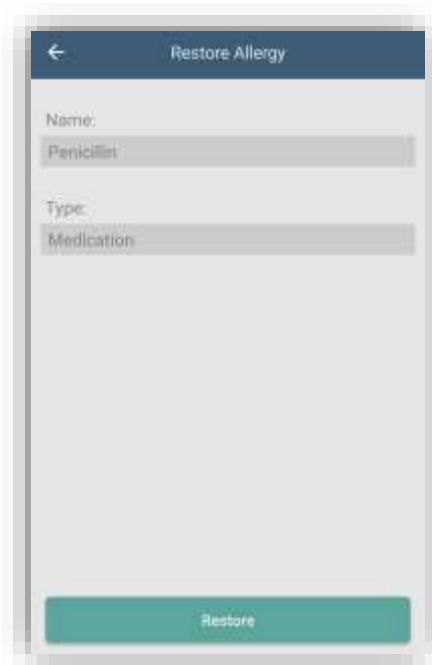 Restore Allergy
Name:
Penicillin
Type:
Medication
Restore